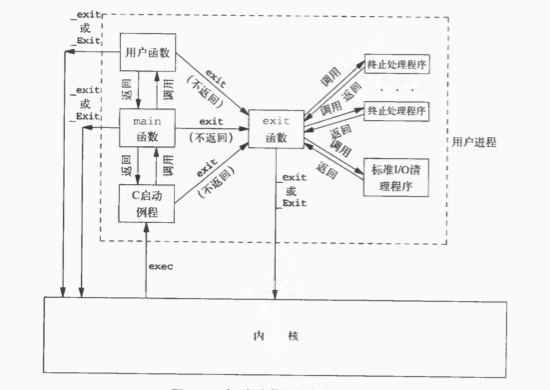 _exit
或
_Exit
用户函数
exit
(不返回)
调用
返回
终止处理程序
. . .
_exit
或
_Exit
返回
调用
main
函数
exit
(不返回)
exit
函数
调用
返回
终止处理程序
用户进程
返回
调用
exit
(不返回)
调用
返回
标准I/O清
理程序
C启动
例程
_exit
或
_Exit
exec
内 核